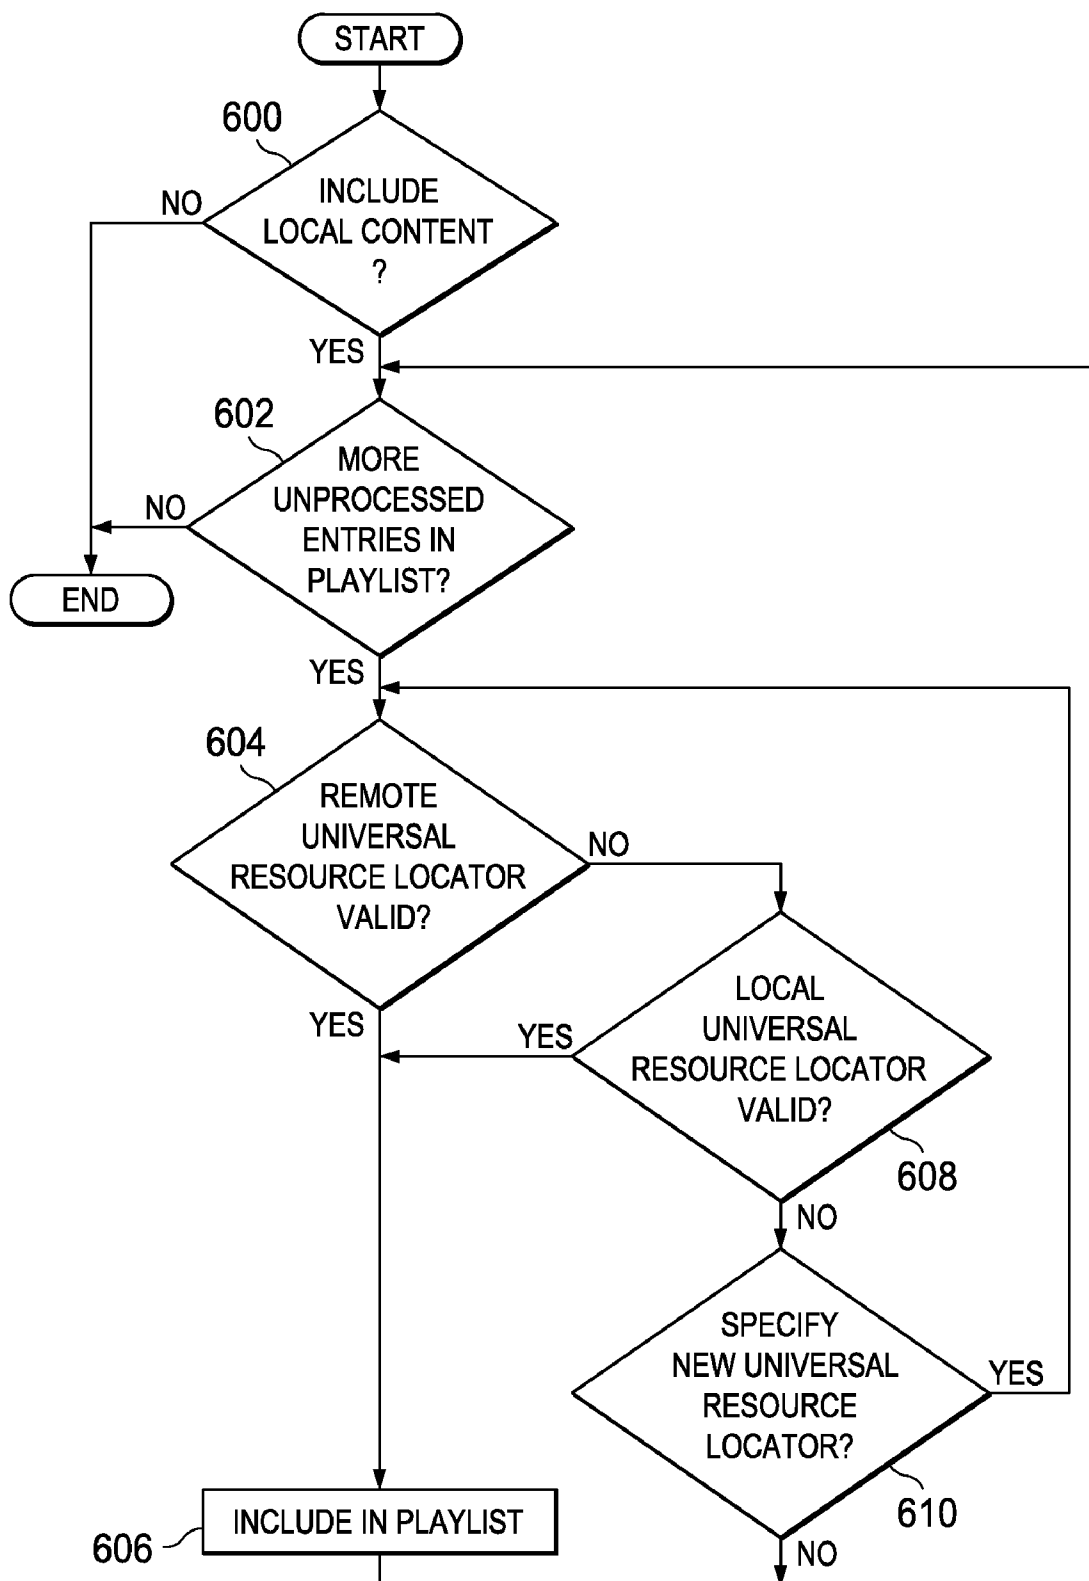 START
600
INCLUDE
LOCAL CONTENT
?
NO
YES
602
MORE
UNPROCESSED
ENTRIES IN
PLAYLIST?
NO
END
YES
604
REMOTE
UNIVERSAL
RESOURCE LOCATOR
VALID?
NO
YES
LOCAL
UNIVERSAL
RESOURCE LOCATOR
VALID?
YES
608
NO
SPECIFY
NEW UNIVERSAL
RESOURCE
LOCATOR?
YES
610
INCLUDE IN PLAYLIST
606
NO